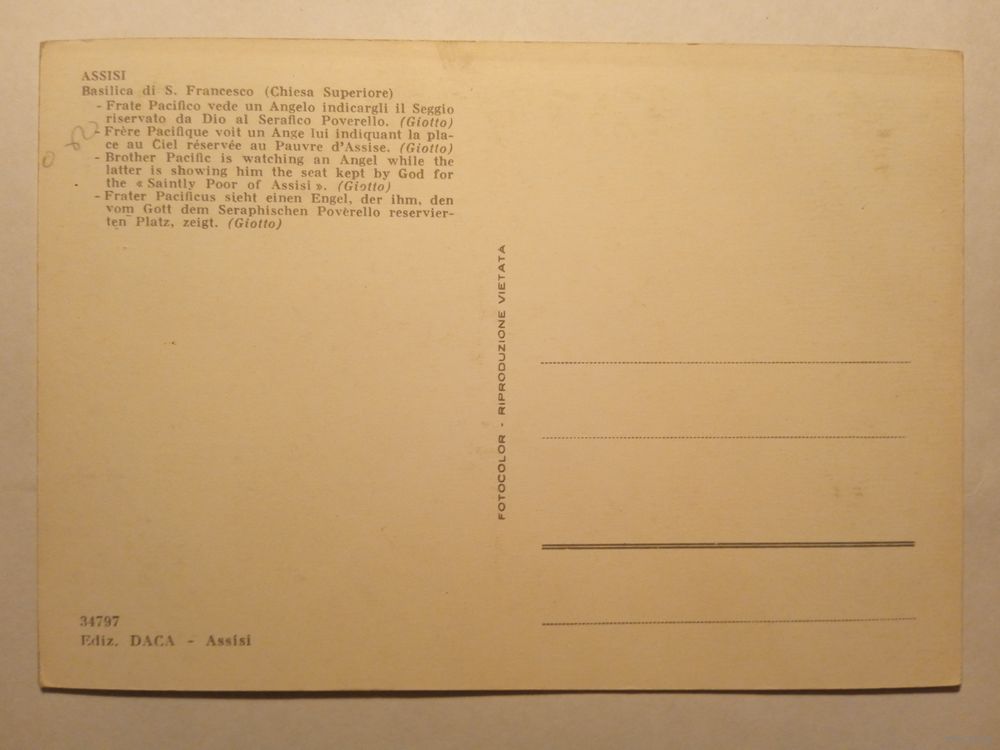 ASSISI
Basilica di S. Francesco (Chiesa Superiore)
- Frate Pacifico vede un Angelo indicargli il Seggio
riservato da Dio al Serafico Poverello. (Giotto)
- Frère Pacifique voit un Ange lui indiquant la pla-
ce au Ciel réservée au Pauvre d'Assise. (Giotto)
- Brother Pacific is watching an Angel while the
latter is showing him the seat kept by God for
the « Saintly Poor of Assisi ». (Giotto)
- Frater Pacificus sieht einen Engel, der ihm, den
vom Gott dem Seraphischen Povèrello reservier-
ten Platz, zeigt. (Giotto)
FOTOCOLOR - RIPRODUZIONE VIETATA
34797
Ediz. DACA - Assisi